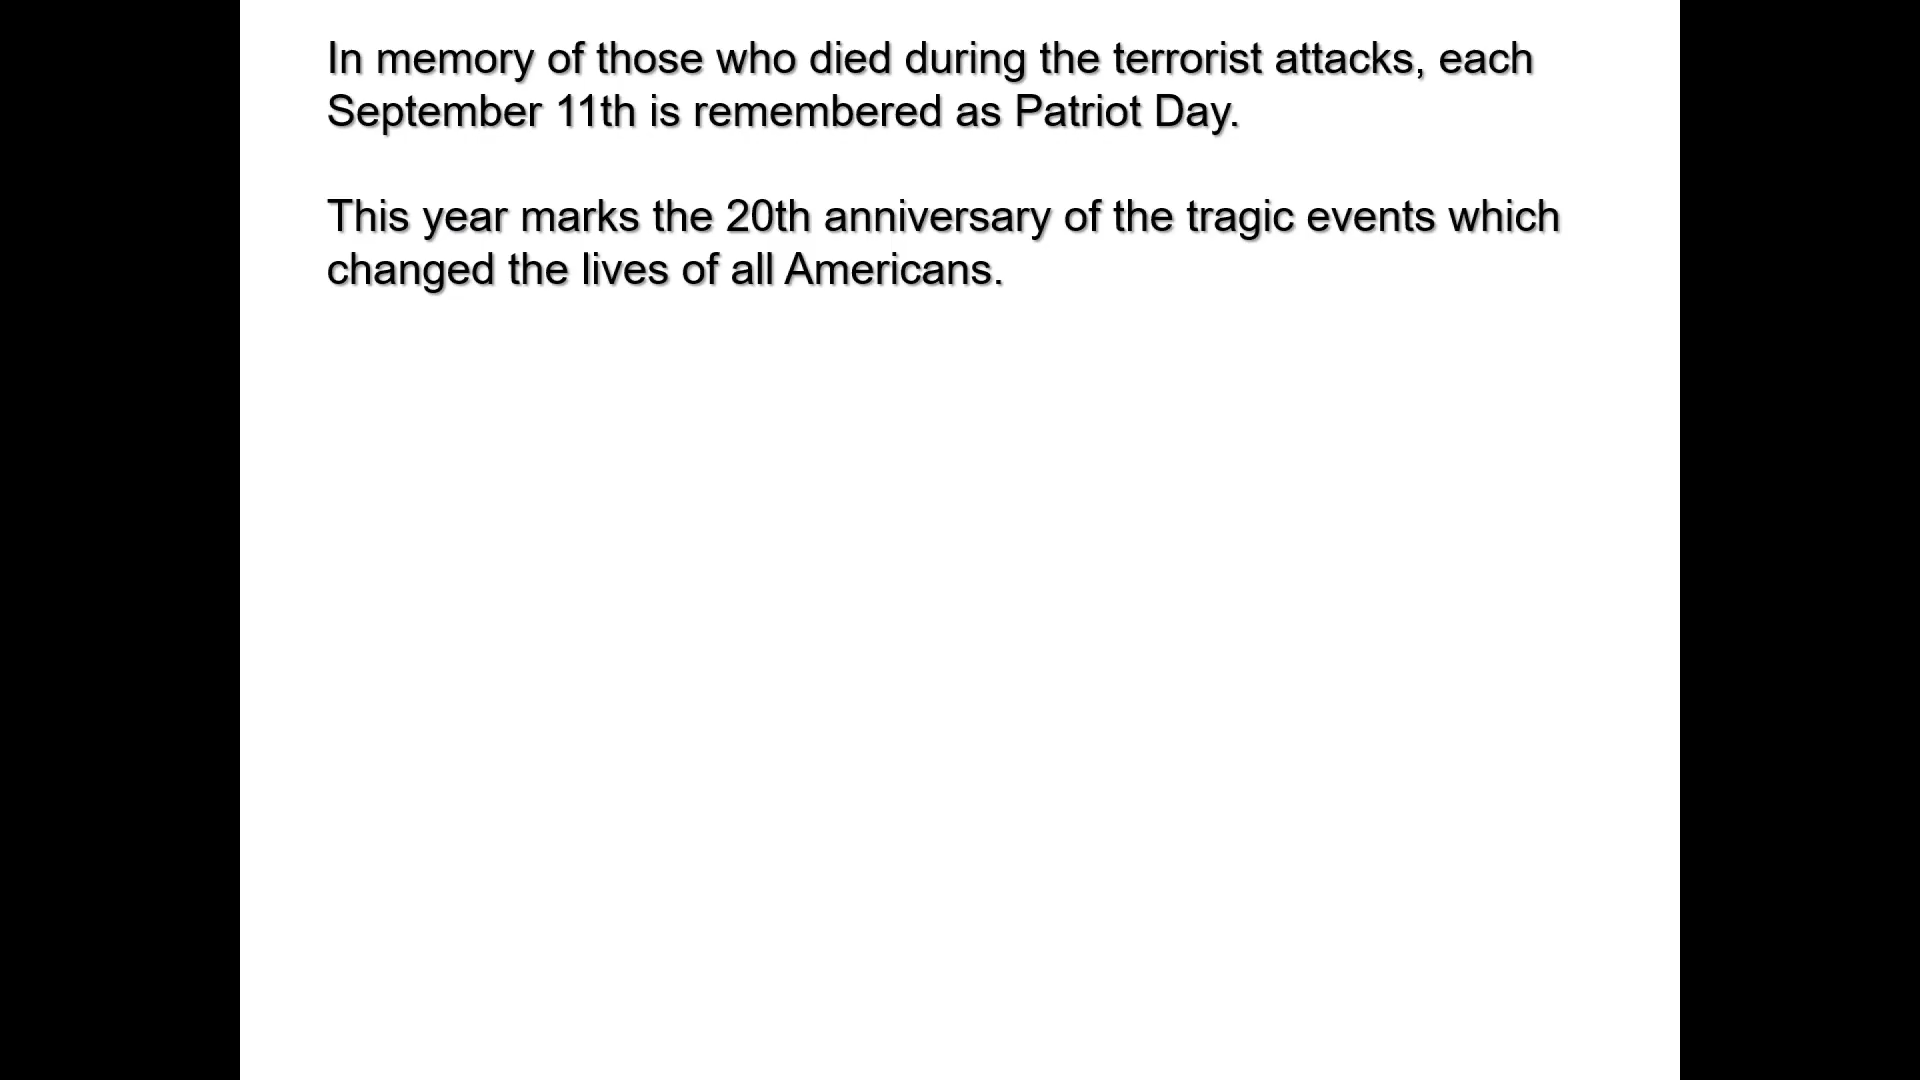 In memory of those who died during the terrorist attacks, each
September 11th is remembered as Patriot Day.
This year marks the 20th anniversary of the tragic events which
changed the lives of all Americans.